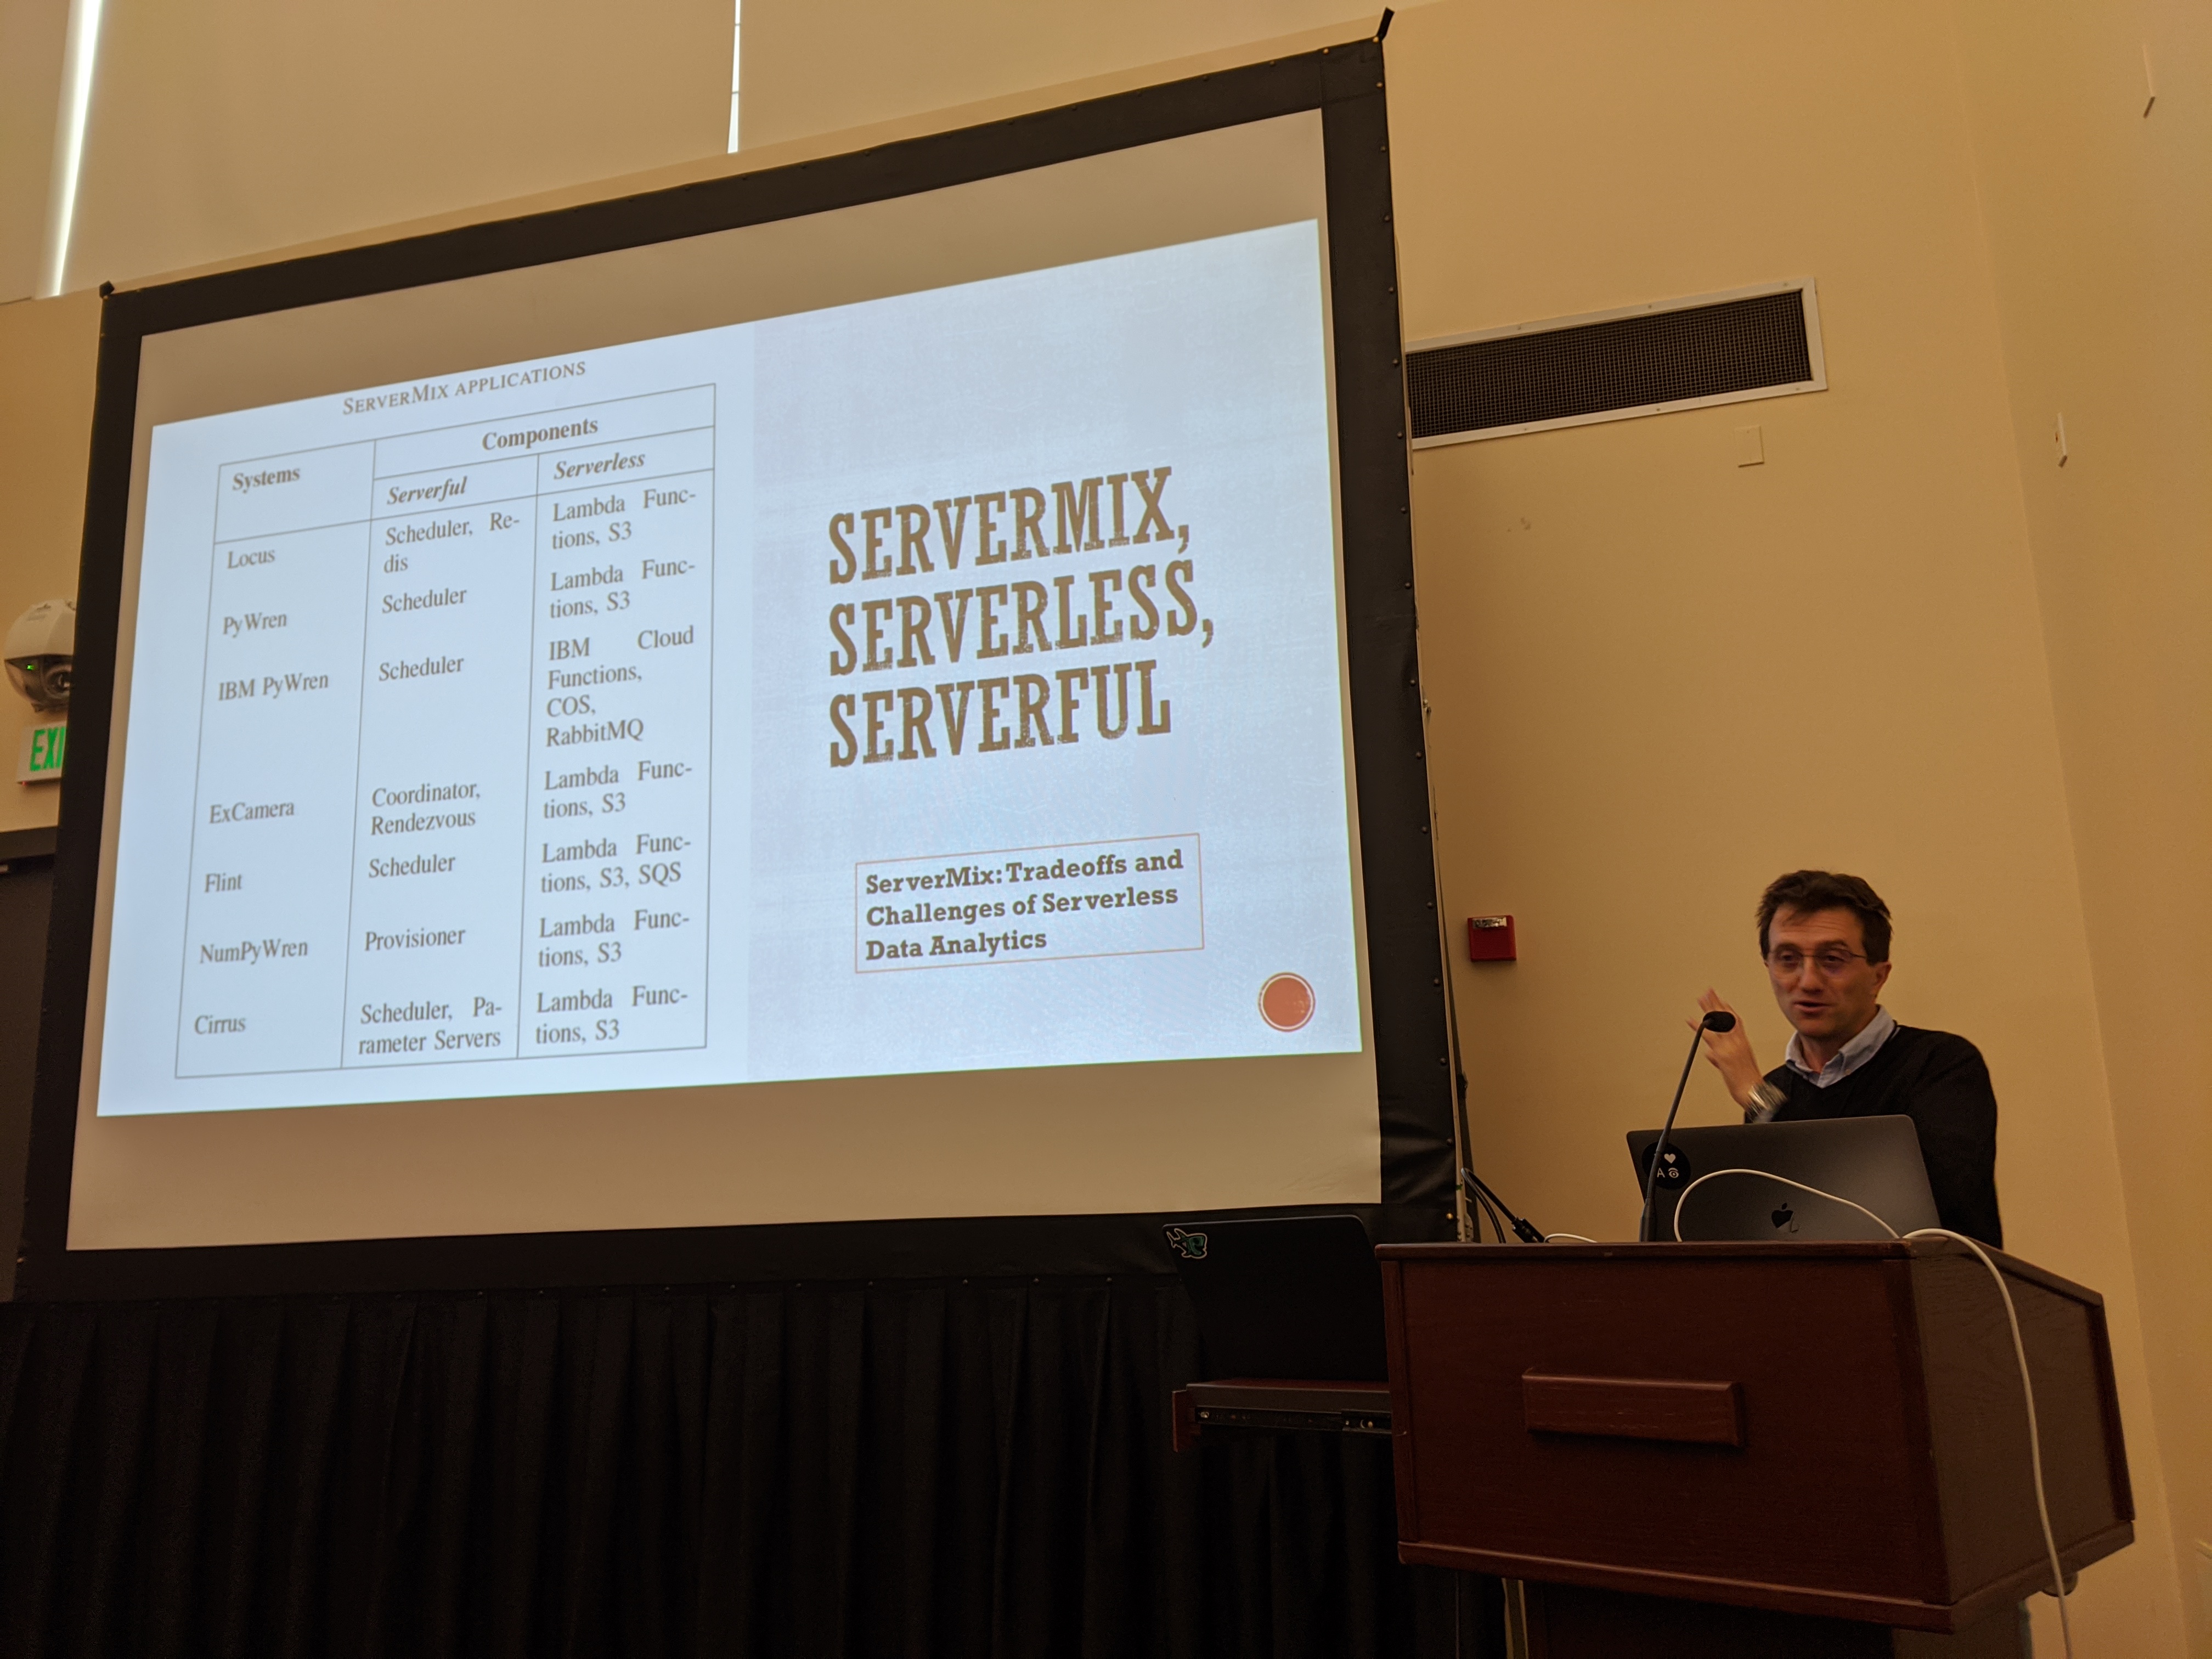 SERVERMIX APPLICATIONS
Systems
Components
Serverful
Serverless
Locus
Scheduler, Re-
dis
Lambda Func-
tions, S3
PyWren
Scheduler
Lambda Func-
tions, S3
IBM PyWren
Scheduler
IBM Cloud
Functions,
COS,
RabbitMQ
ExCamera
Coordinator,
Rendezvous
Lambda Func-
tions, S3
Flint
Scheduler
Lambda Func-
tions, S3, SQS
NumPyWren
Provisioner
Lambda Func-
tions, S3
Cirrus
Scheduler, Pa-
rameter Servers
Lambda Func-
tions, S3
SERVERMIX,
SERVERLESS,
SERVERFUL
ServerMix: Tradeoffs and
Challenges of Serverless
Data Analytics